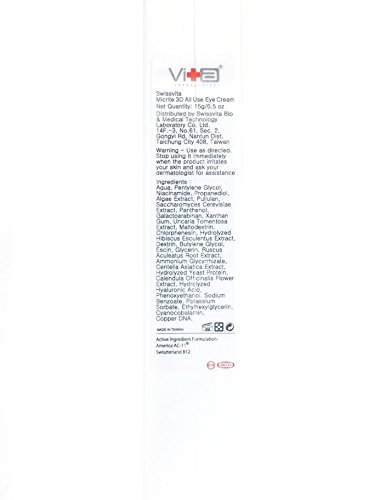 Vita®
Swissvita
Micrite 3D All Use Eye Cream
Net Quantity : 15g/0.5 oz
Distributed by Swissvita Bio
& Medical Technology
Laboratory Co. Ltd.
14F.-3, No.61, Sec. 2,
Gongyi Rd, Nantun Dist.
Taichung City 408, Taiwan
Warning - Use as directed.
Stop using it immediately
when the product irritates
your skin and ask your
dermatologist for assistance
Ingredients :
Aqua, Pentylene Glycol,
Niacinamide, Propanediol,
Algae Extract, Pullulan,
Saccharomyces Cerevisiae
Extract, Panthenol,
Galactoarabinan, Xanthan
Gum, Uncaria Tomentosa
Extract, Maltodextrin,
Chlorphenesin, Hydrolyzed
Hibiscus Esculentus Extract,
Dextrin, Butylene Glycol,
Escin, Glycerin, Ruscus
Aculeatus Root Extract,
Ammonium Glycyrrhizate,
Centella Asiatica Extract,
Hydrolyzed Yeast Protein,
Calendula Officinalis Flower
Extract, Hydrolyzed
Hyaluronic Acid,
Phenoxyethanol, Sodium
Benzoate, Potassium
Sorbate, Ethylhexylglycerin,
Cyanocobalamin,
Copper DNA.
MADE IN TAIWAN
Active Ingredient Formulation
America AC-11®
Switzerland B12